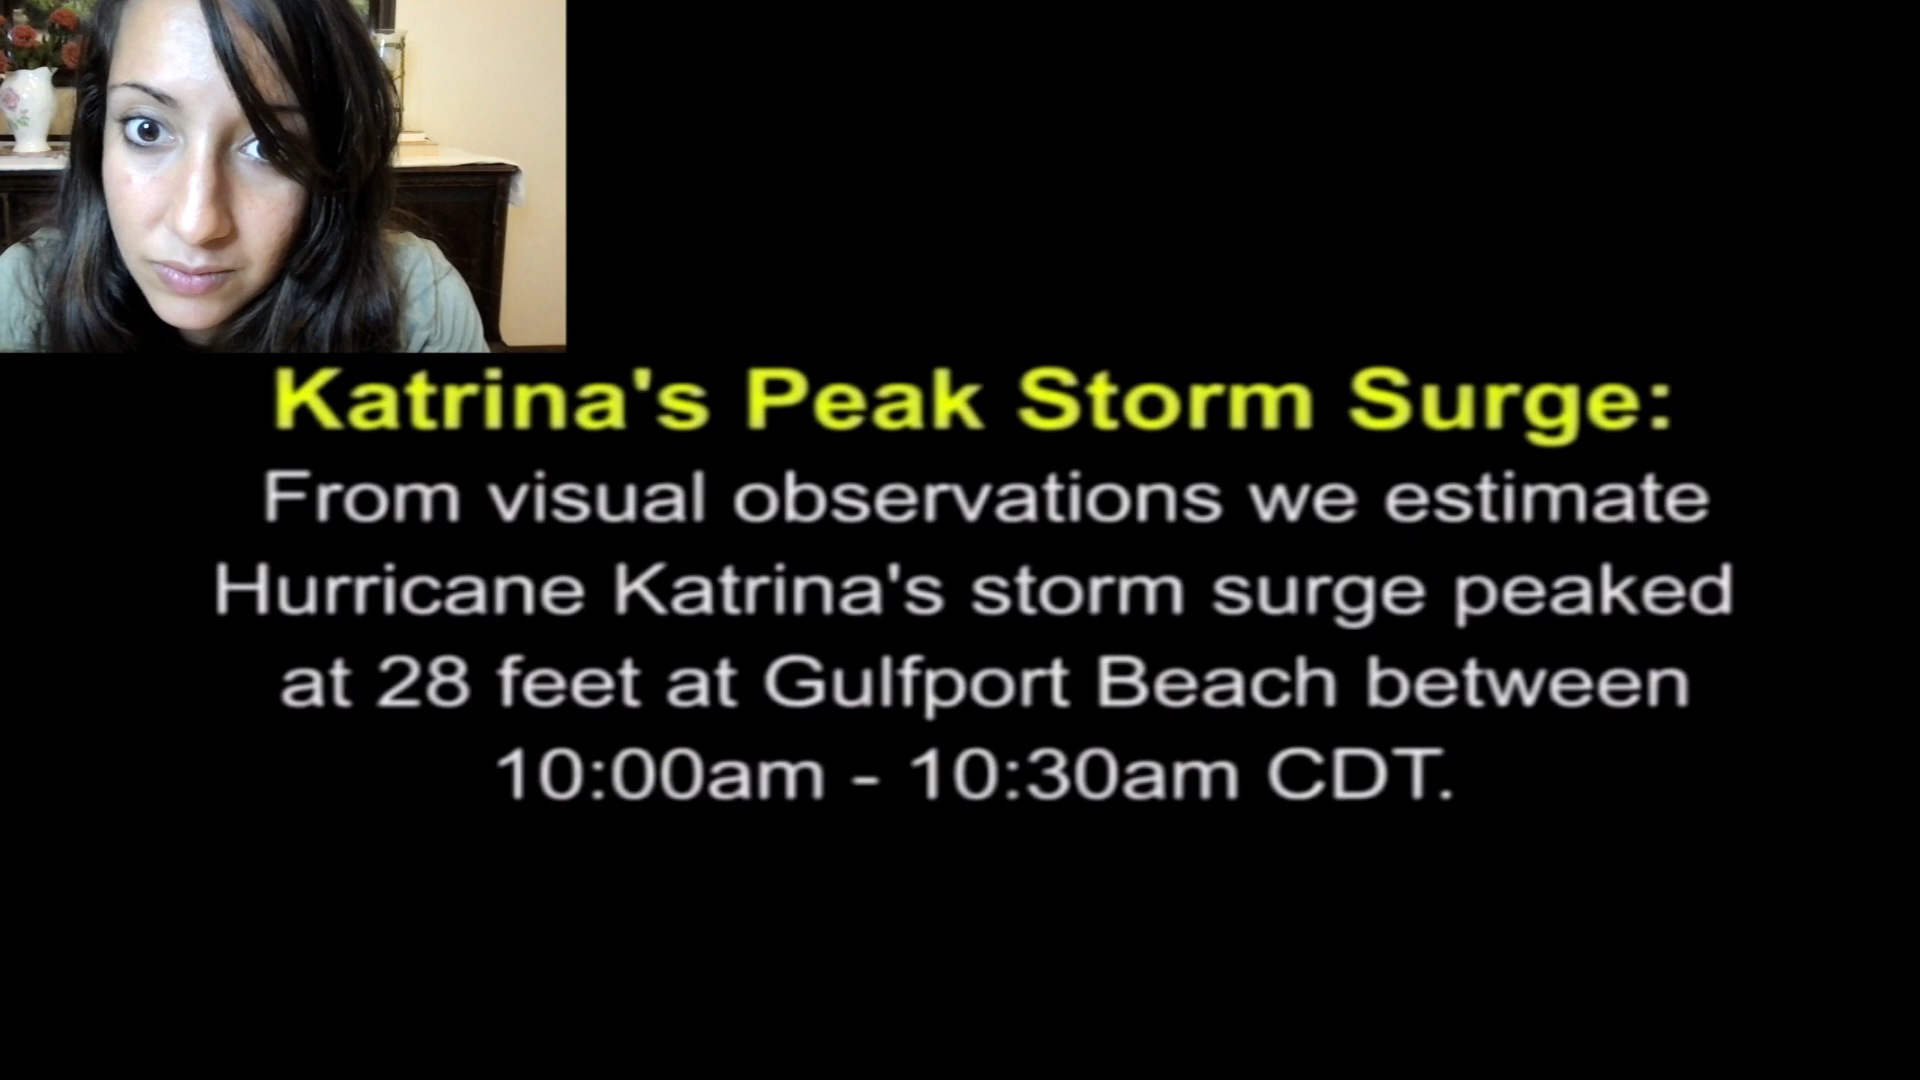 Katrina's Peak Storm Surge:
From visual observations we estimate
Hurricane Katrina's storm surge peaked
at 28 feet at Gulfport Beach between
10:00am - 10:30am CDT.